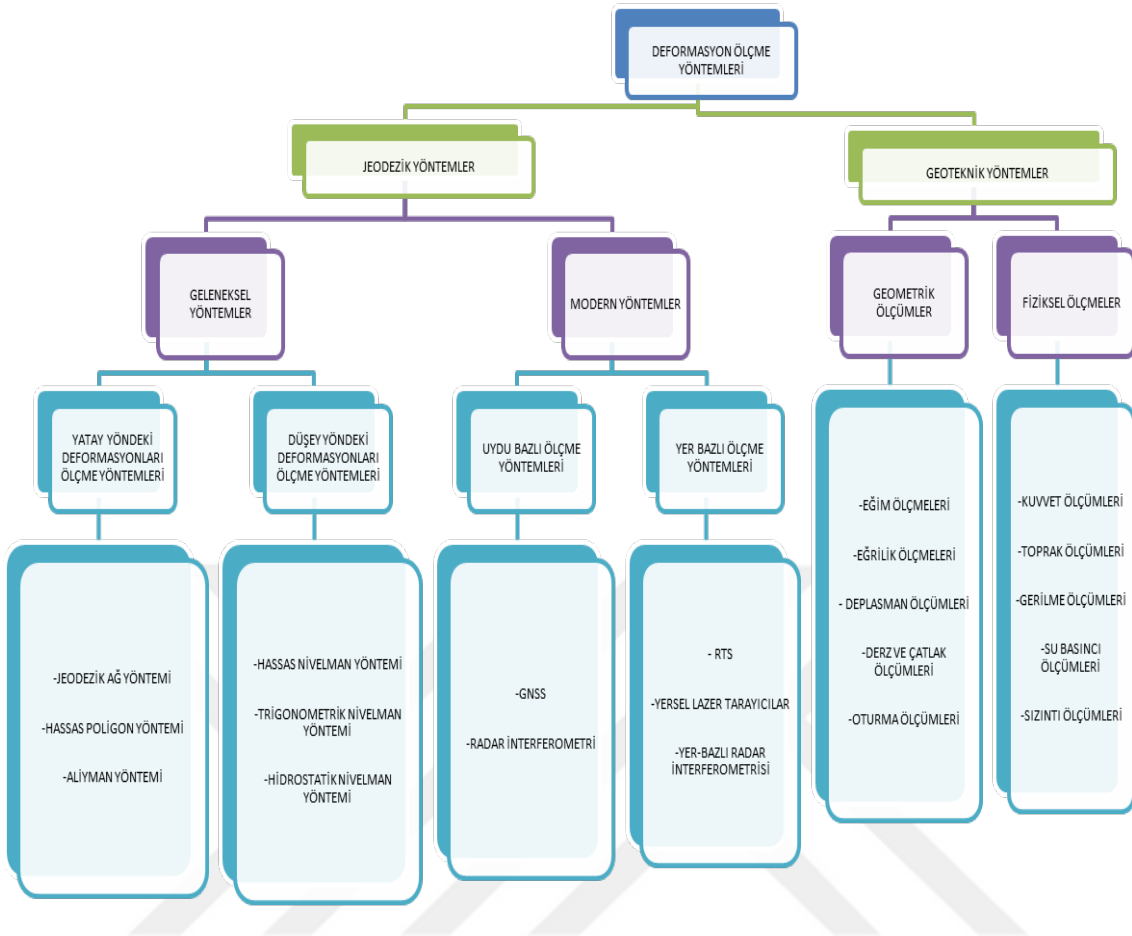 DEFORMASYON ÖLÇME
YÖNTEMLERİ
JEODEZİK YÖNTEMLER
GEOTEKNİK YÖNTEMLER
GELENEKSEL
YÖNTEMLER
MODERN YÖNTEMLER
GEOMETRİK
ÖLÇÜMLER
FİZİKSEL ÖLÇMELER
YATAY YÖNDEKİ
DEFORMASYONLARI
ÖLÇME YÖNTEMLERİ
DÜŞEY YÖNDEKİ
DEFORMASYONLARI
ÖLÇME YÖNTEMLERİ
UYDU BAZLI ÖLÇME
YÖNTEMLERİ
YER BAZLI ÖLÇME
YÖNTEMLERİ
-JEODEZİK AĞ YÖNTEMİ
-HASSAS POLİGON YÖNTEMİ
-ALİYMAN YÖNTEMİ
-HASSAS NİVELMAN YÖNTEMİ
-TRİGONOMETRİK NİVELMAN
YÖNTEMİ
-HİDROSTATİK NİVELMAN
YÖNTEMİ
-GNSS
-RADAR İNTERFEROMETRİ
- RTS
-YERSEL LAZER TARAYICILAR
-YER-BAZLI RADAR
İNTERFEROMETRİSİ
-EĞİM ÖLÇMELERİ
-EĞRİLİK ÖLÇMELERİ
- DEPLASMAN ÖLÇÜMLERİ
-DERZ VE ÇATLAK
ÖLÇÜMLERİ
-OTURMA ÖLÇÜMLERİ
-KUVVET ÖLÇÜMLERİ
-TOPRAK ÖLÇÜMLERİ
-GERİLME ÖLÇÜMLERİ
-SU BASINCI
ÖLÇÜMLERİ
-SIZINTI ÖLÇÜMLERİ